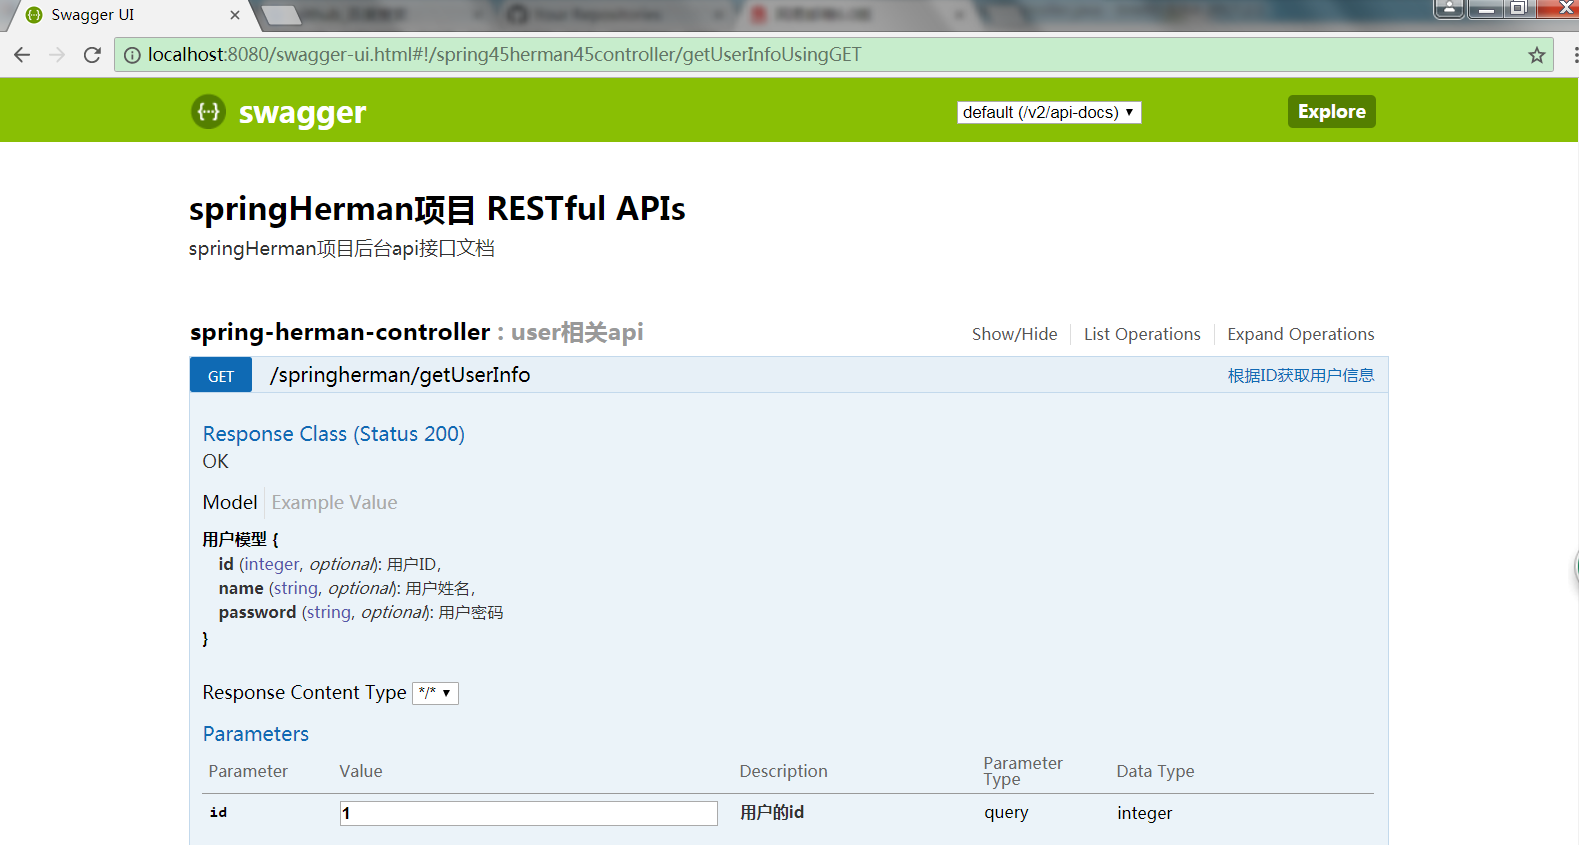 Swagger UI
localhost:8080/swagger-ui.html#!/spring45herman45controller/getUserInfoUsingGET
swagger
default (/v2/api-docs)
Explore
springHerman项目 RESTful APIs
springHerman项目后台api接口文档
spring-herman-controller : user相关api
Show/Hide
List Operations
Expand Operations
GET
/springherman/getUserInfo
根据ID获取用户信息
Response Class (Status 200)
OK
Model
Example Value
用户模型 {
id (integer, optional): 用户ID,
name (string, optional): 用户姓名,
password (string, optional): 用户密码
}
Response Content Type */*
Parameters
Parameter
Value
Description
Parameter
Type
Data Type
id
1
用户的id
query
integer